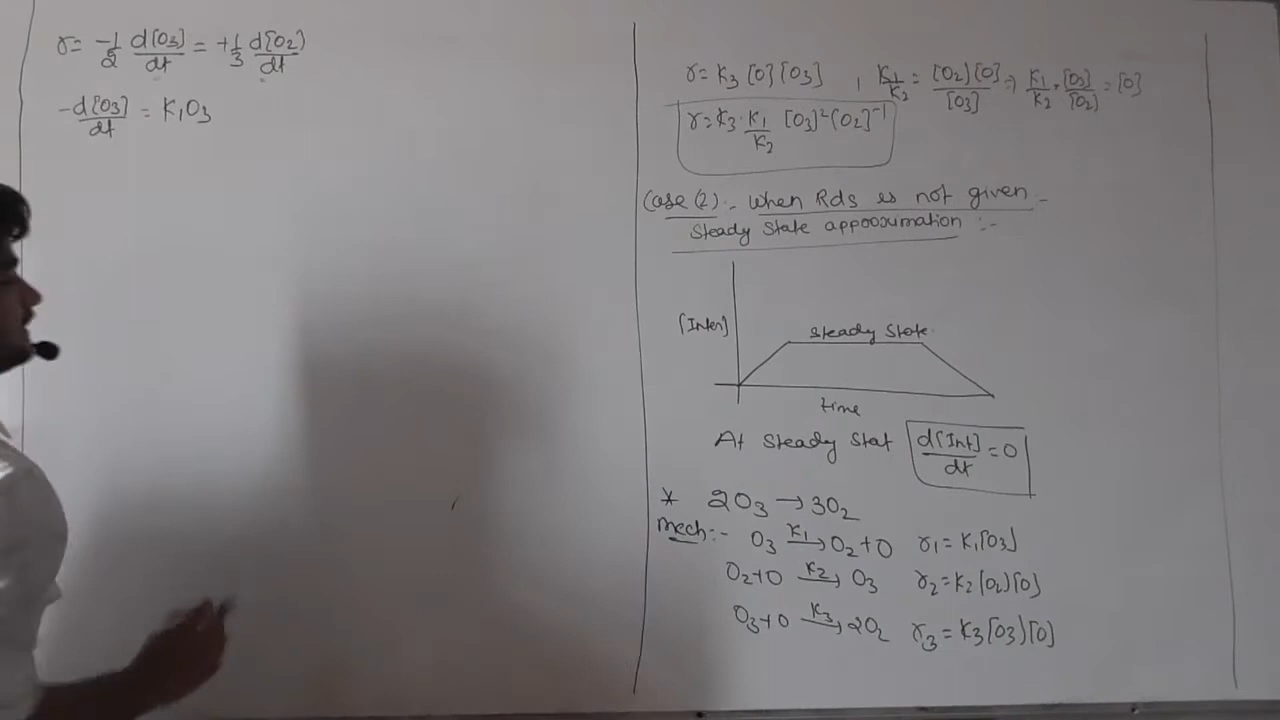 r = -1/2 d[O3]/dt = +1/3 d[O2]/dt
-d[O3]/dt = K1O3
r = K3 [O][O3] , K1/K2 = [O2][O]/[O3] ⇒ K1/K2 · [O3]/[O2] = [O]
r = K3 · K1/K2 [O3]²[O2]⁻¹
Case (2) :- When Rds is not given -
Steady State approoximation :-
[Inter]
Steady State
time
At Steady Stat d[Int]/dt = 0
* 2O3 → 3O2
Mech :- O3 K1→ O2+O r1 = K1[O3]
O2+O K2→ O3 r2 = K2[O2][O]
O3+O K3→ 2O2 r3 = K3[O3][O]